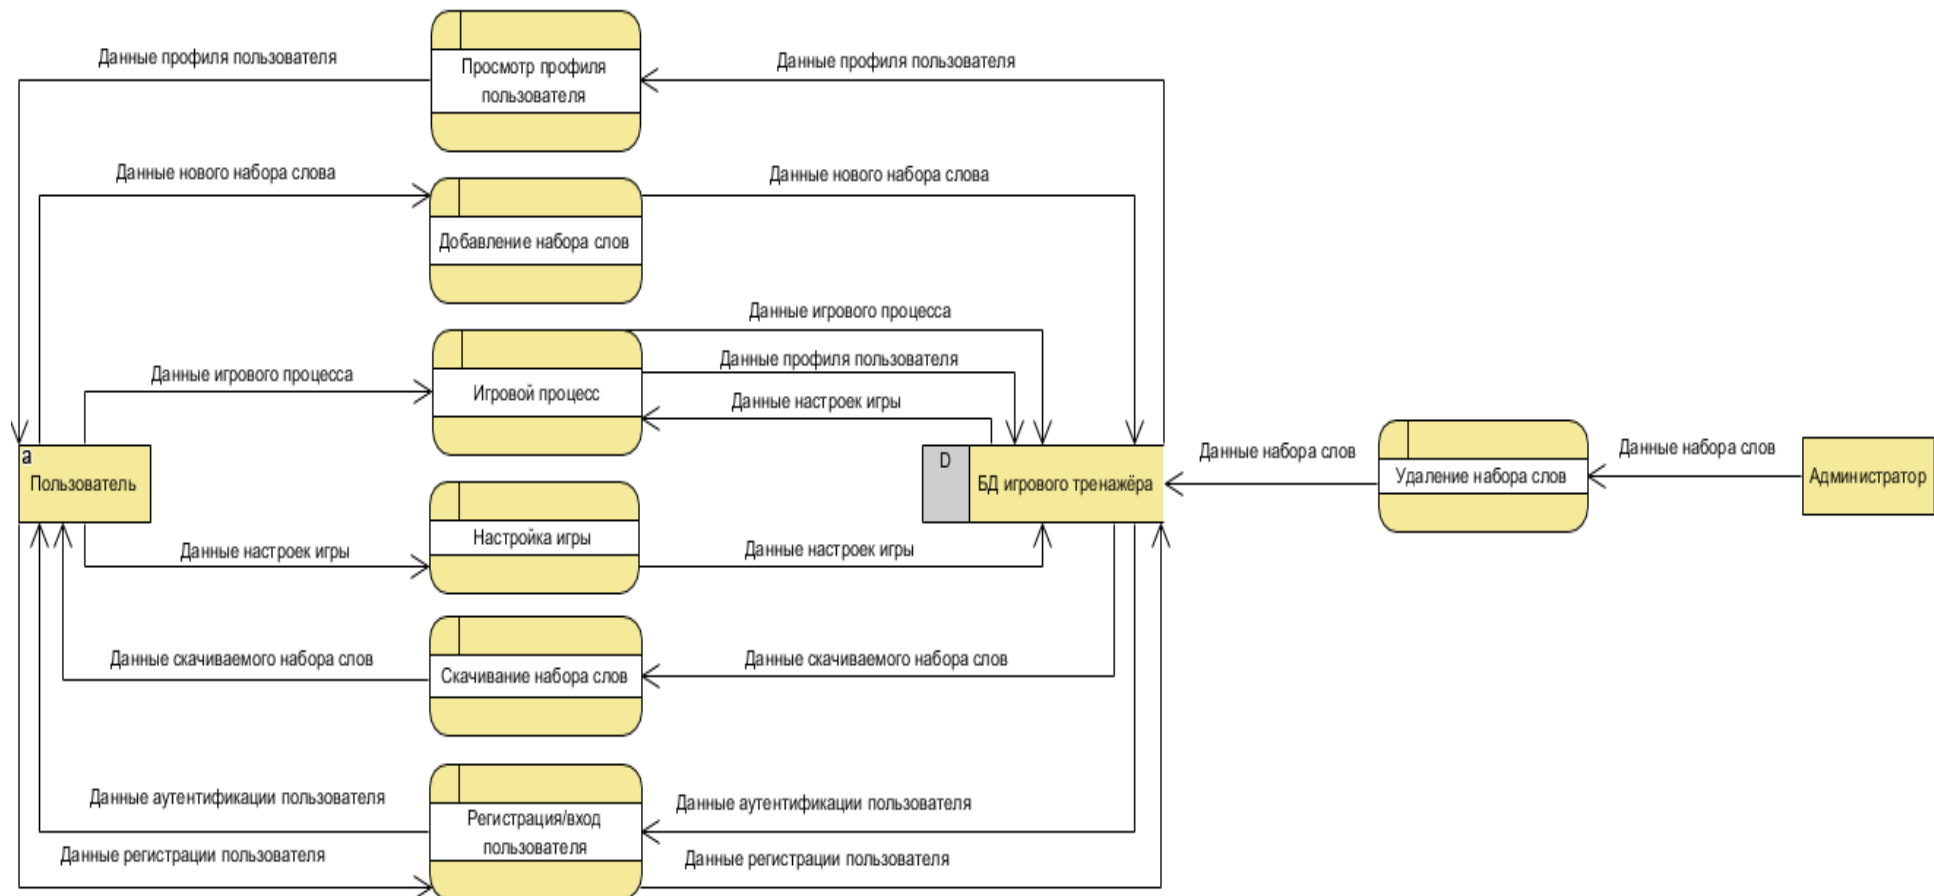 Данные профиля пользователя
Просмотр профиля
пользователя
Данные профиля пользователя
Данные нового набора слова
Данные нового набора слова
Добавление набора слов
Данные игрового процесса
Данные профиля пользователя
Данные игрового процесса
Игровой процесс
Данные настроек игры
a
Пользователь
D
БД игрового тренажёра
Данные набора слов
Удаление набора слов
Данные набора слов
Администратор
Настройка игры
Данные настроек игры
Данные настроек игры
Данные скачиваемого набора слов
Скачивание набора слов
Данные скачиваемого набора слов
Данные аутентификации пользователя
Данные аутентификации пользователя
Регистрация/вход
пользователя
Данные регистрации пользователя
Данные регистрации пользователя